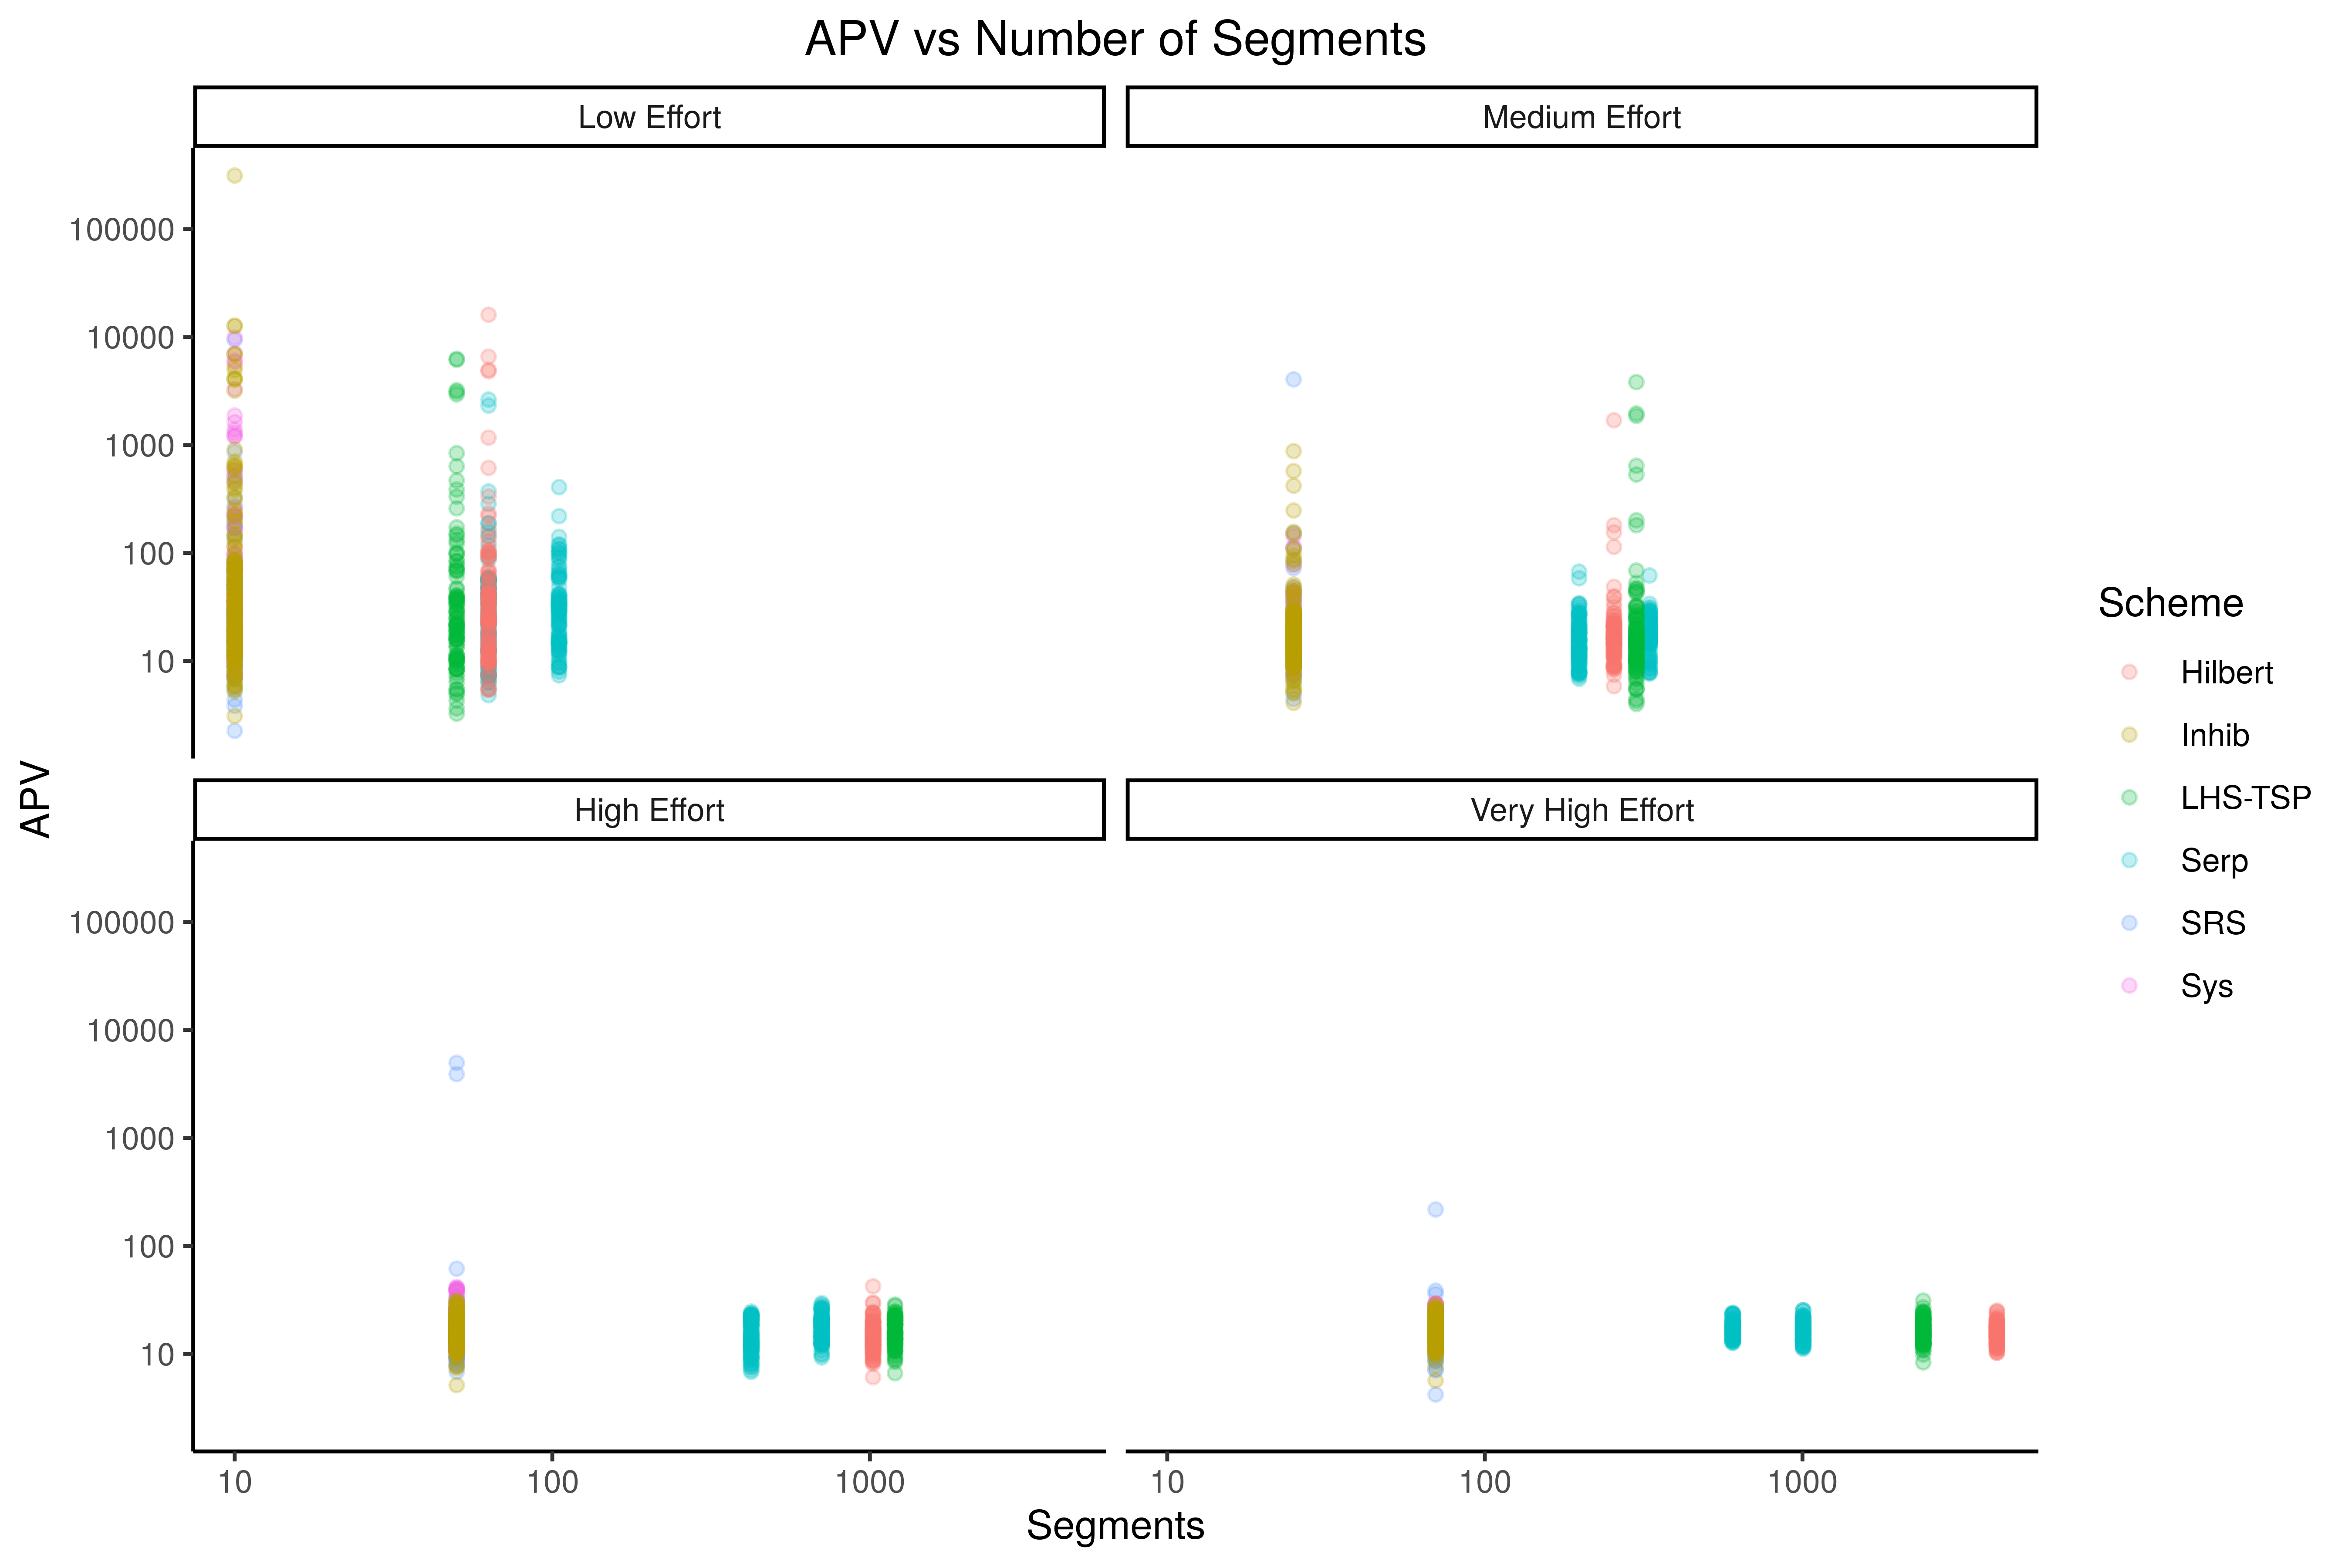 APV vs Number of Segments
Low Effort
Medium Effort
100000
10000
1000
100
10
High Effort
Very High Effort
100000
10000
1000
100
10
10 100 1000
10 100 1000
Segments
APV
Scheme
Hilbert
Inhib
LHS-TSP
Serp
SRS
Sys